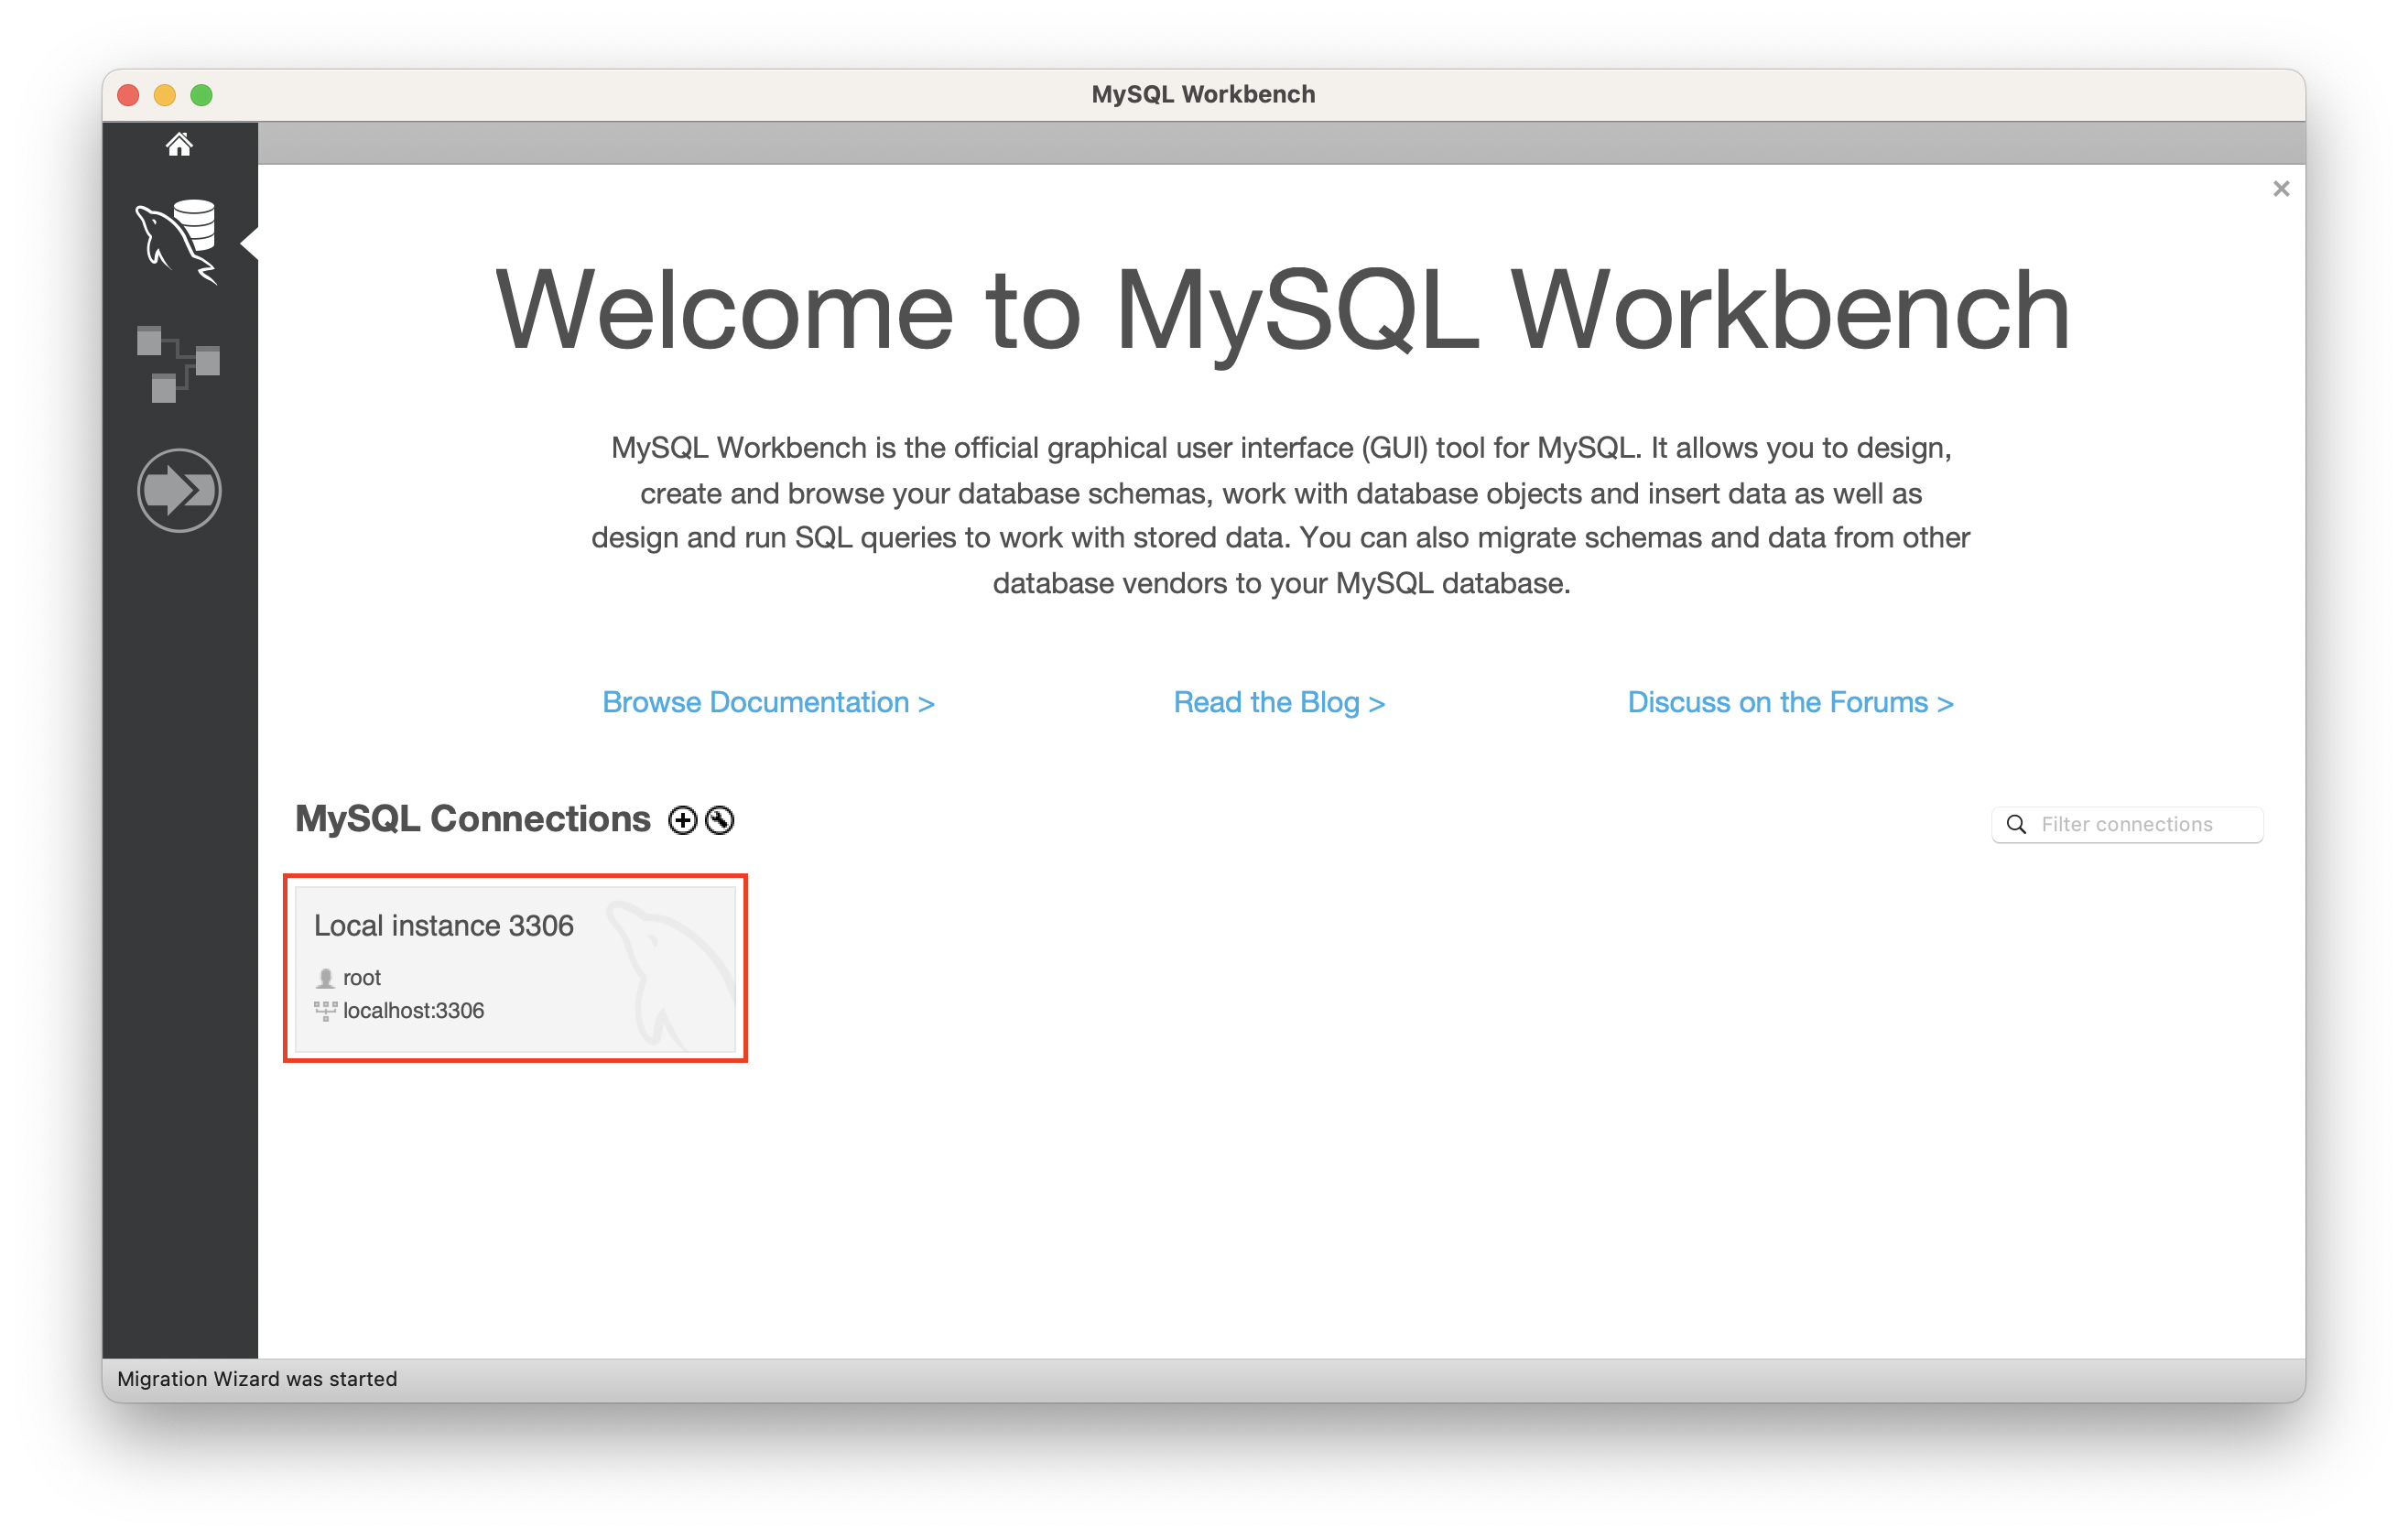 MySQL Workbench
Welcome to MySQL Workbench
MySQL Workbench is the official graphical user interface (GUI) tool for MySQL. It allows you to design,
create and browse your database schemas, work with database objects and insert data as well as
design and run SQL queries to work with stored data. You can also migrate schemas and data from other
database vendors to your MySQL database.
Browse Documentation >
Read the Blog >
Discuss on the Forums >
MySQL Connections
Filter connections
Local instance 3306
root
localhost:3306
Migration Wizard was started